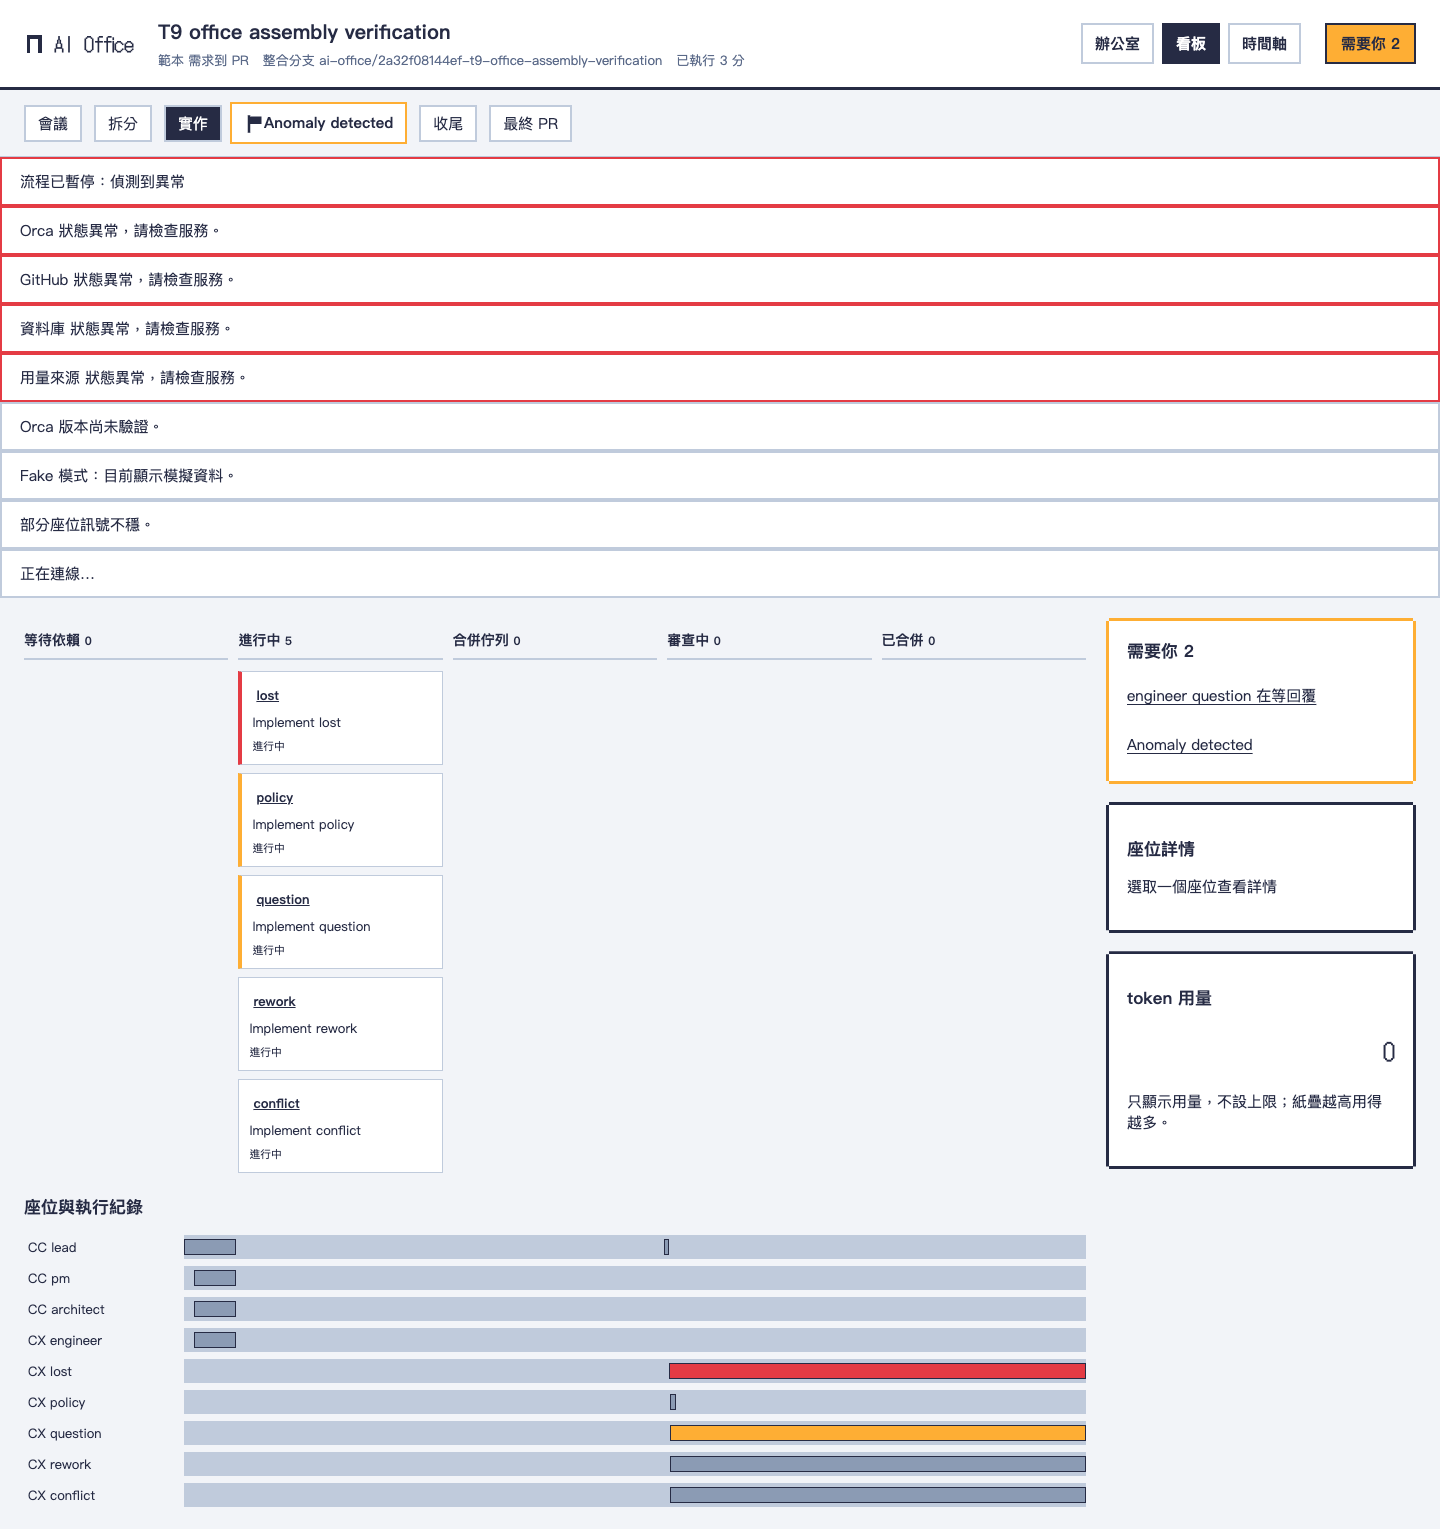 AI Office
T9 office assembly verification
範本 需求到 PR 整合分支 ai-office/2a32f08144ef-t9-office-assembly-verification 已執行 3 分
辦公室
看板
時間軸
需要你 2
會議
拆分
實作
Anomaly detected
收尾
最終 PR
流程已暫停：偵測到異常
Orca 狀態異常，請檢查服務。
GitHub 狀態異常，請檢查服務。
資料庫 狀態異常，請檢查服務。
用量來源 狀態異常，請檢查服務。
Orca 版本尚未驗證。
Fake 模式：目前顯示模擬資料。
部分座位訊號不穩。
正在連線…
等待依賴 0
進行中 5
合併佇列 0
審查中 0
已合併 0
lost
Implement lost
進行中
policy
Implement policy
進行中
question
Implement question
進行中
rework
Implement rework
進行中
conflict
Implement conflict
進行中
需要你 2
engineer question 在等回覆
Anomaly detected
座位詳情
選取一個座位查看詳情
token 用量
0
只顯示用量，不設上限；紙疊越高用得
越多。
座位與執行紀錄
CC lead
CC pm
CC architect
CX engineer
CX lost
CX policy
CX question
CX rework
CX conflict